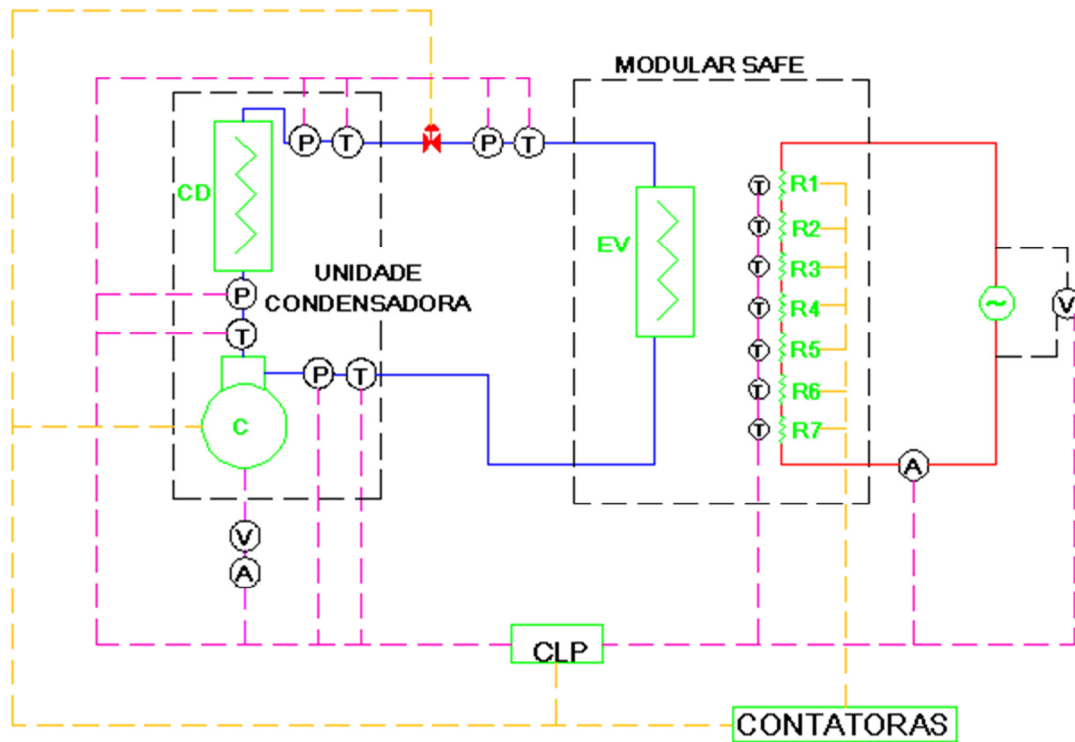 MODULAR SAFE
P T P T
CD
T R1
T R2
EV
T R3
UNIDADE
CONDENSADORA
P
T R4
V
T
T R5
P T
T R6
C
T R7
A
V
A
CLP
CONTATORAS